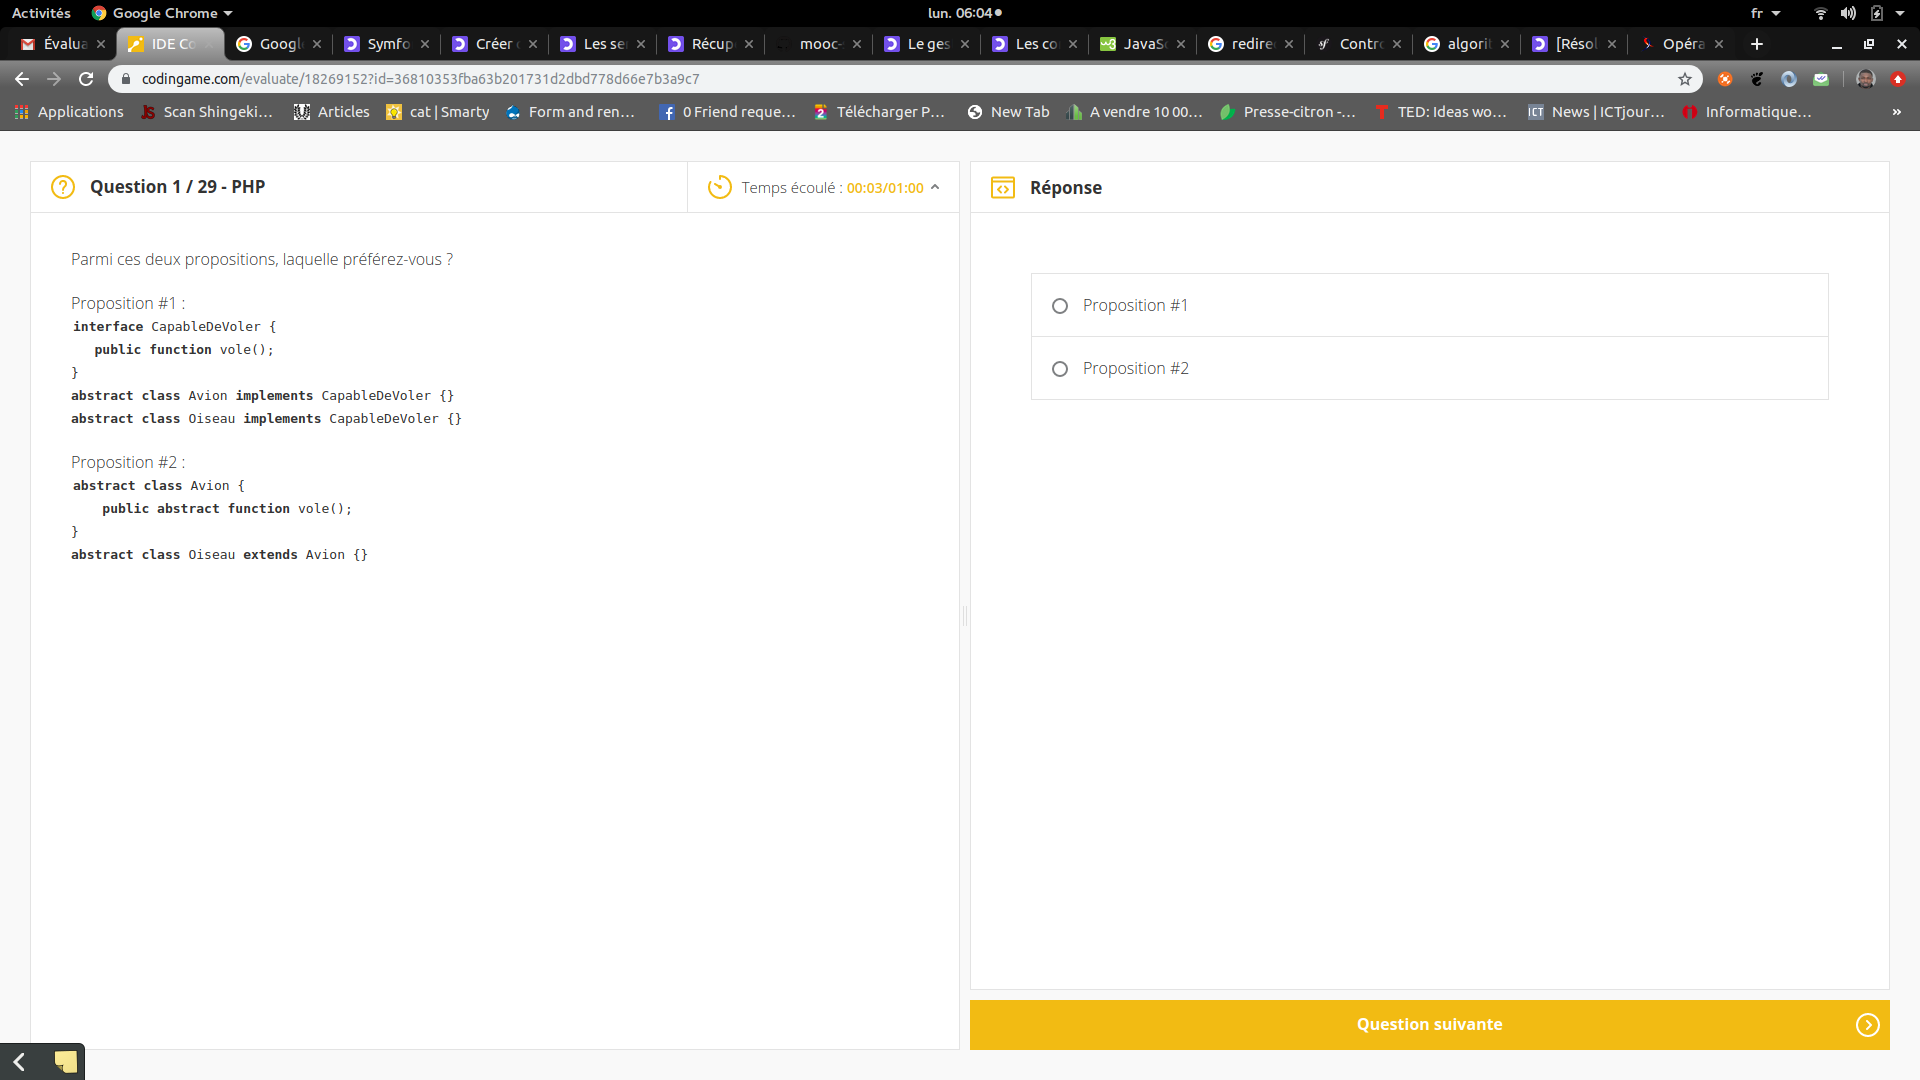 Activités Google Chrome lun. 06:04 fr
Évalua IDE Co Googl Symfo Créer Les se Récup mooc- Le ges Les co JavaSc redire Contr algori [Résol Opéra
codingame.com/evaluate/18269152?id=36810353fba63b201731d2dbd778d66e7b3a9c7
Applications Scan Shingeki... Articles cat | Smarty Form and ren... 0 Friend reque... Télécharger P... New Tab A vendre 10 00... Presse-citron -... TED: Ideas wo... News | ICTjour... Informatique... »
Question 1 / 29 - PHP
Temps écoulé : 00:03/01:00
Parmi ces deux propositions, laquelle préférez-vous ?
Proposition #1 :
interface CapableDeVoler {
public function vole();
}
abstract class Avion implements CapableDeVoler {}
abstract class Oiseau implements CapableDeVoler {}
Proposition #2 :
abstract class Avion {
public abstract function vole();
}
abstract class Oiseau extends Avion {}
Réponse
Proposition #1
Proposition #2
Question suivante